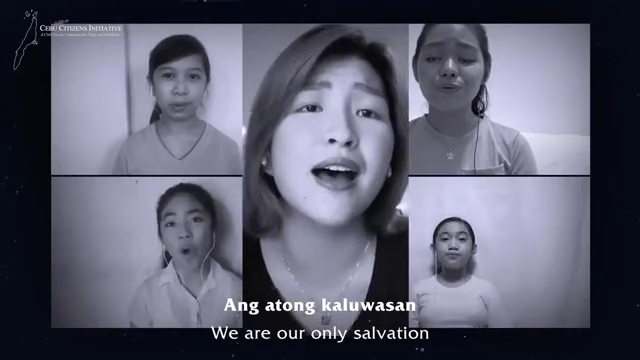 CEBU CITIZENS INITIATIVE
Ang atong kaluwasan
We are our only salvation